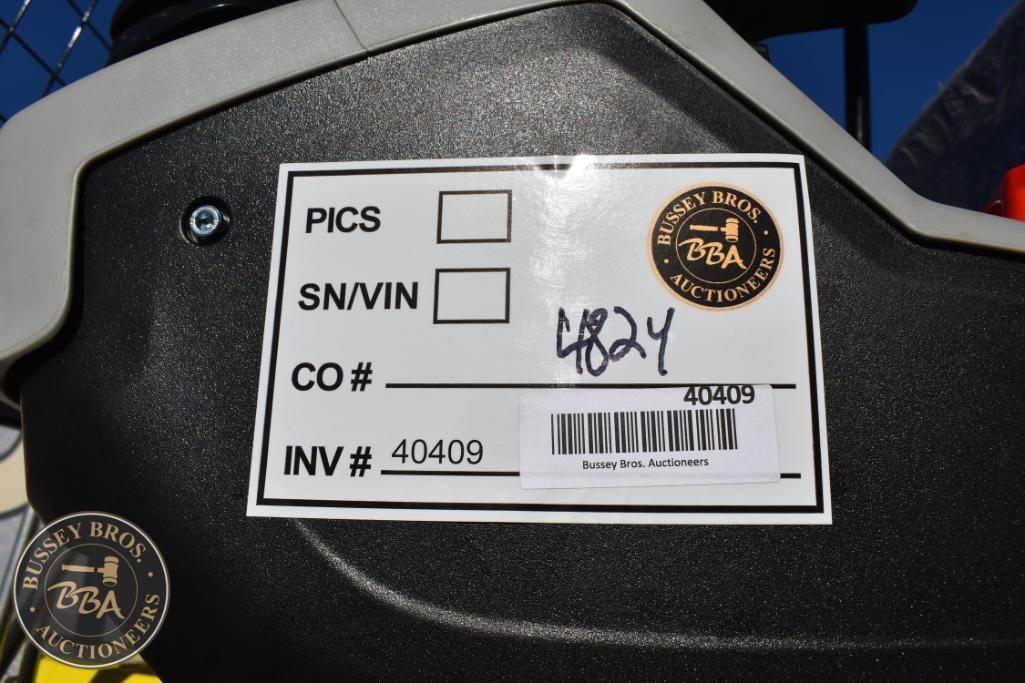 PICS
BUSSEY BROS.
BBA
AUCTIONEERS
SN/VIN
4824
CO #
40409
INV # 40409
Bussey Bros. Auctioneers
BUSSEY BROS.
BBA
AUCTIONEERS